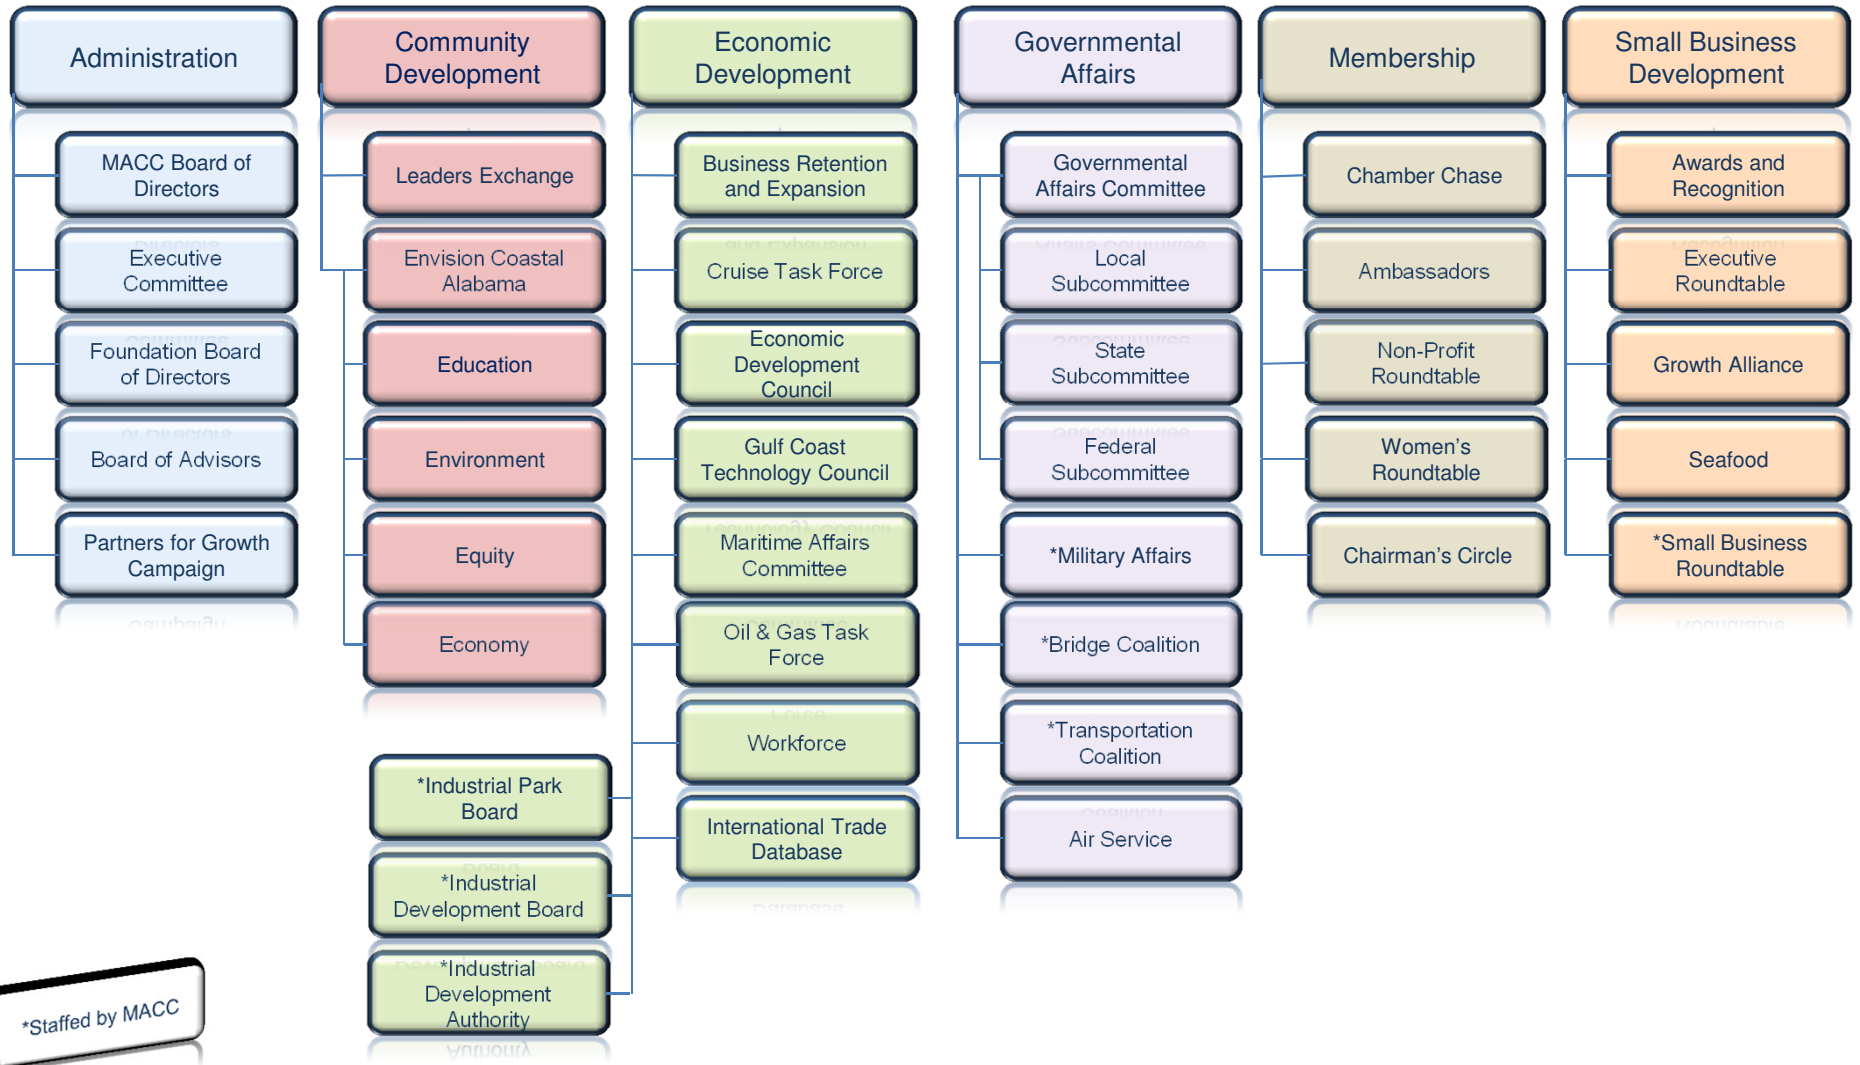 Administration
MACC Board of
Directors
Executive
Committee
Foundation Board
of Directors
Board of Advisors
Partners for Growth
Campaign
Community
Development
Leaders Exchange
Envision Coastal
Alabama
Education
Environment
Equity
Economy
Economic
Development
Business Retention
and Expansion
Cruise Task Force
Economic
Development
Council
Gulf Coast
Technology Council
Maritime Affairs
Committee
Oil & Gas Task
Force
Workforce
International Trade
Database
*Industrial Park
Board
*Industrial
Development Board
*Industrial
Development
Authority
Governmental
Affairs
Governmental
Affairs Committee
Local
Subcommittee
State
Subcommittee
Federal
Subcommittee
*Military Affairs
*Bridge Coalition
*Transportation
Coalition
Air Service
Membership
Chamber Chase
Ambassadors
Non-Profit
Roundtable
Women’s
Roundtable
Chairman’s Circle
Small Business
Development
Awards and
Recognition
Executive
Roundtable
Growth Alliance
Seafood
*Small Business
Roundtable
*Staffed by MACC